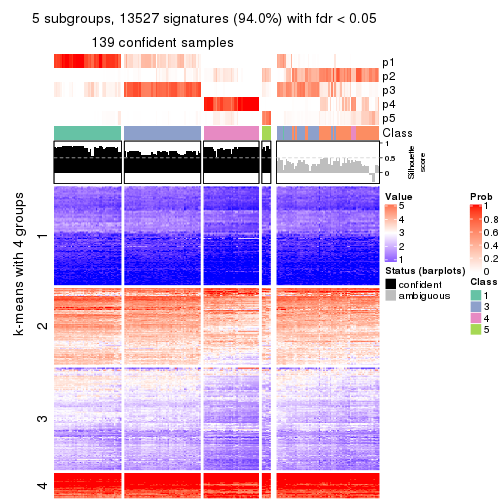 5 subgroups, 13527 signatures (94.0%) with fdr < 0.05
139 confident samples
p1
p2
p3
p4
p5
Class
1
0.5
0
Silhouette
score
k-means with 4 groups
1
2
3
4
Value
5
4
3
2
1
Status (barplots)
confident
ambiguous
Prob
1
0.8
0.6
0.4
0.2
0
Class
1
3
4
5